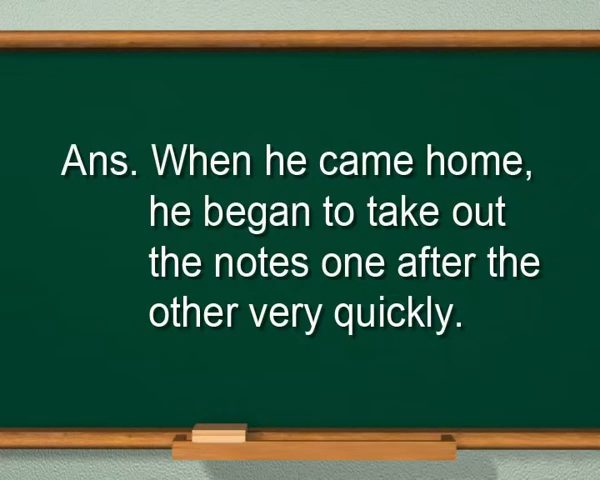 Ans. When he came home,
he began to take out
the notes one after the
other very quickly.